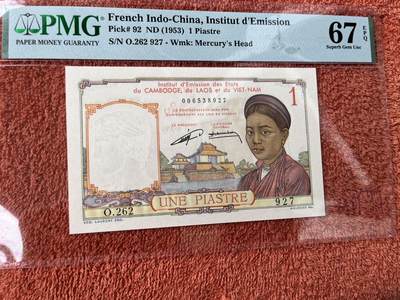 PMG
PAPER MONEY GUARANTY
French Indo-China, Institut d'Emission
Pick# 92 ND (1953) 1 Piastre
S/N O.262 927 - Wmk: Mercury's Head
67 EPQ
Superb Gem Unc
Institut d'Emission des Etats
du CAMBODGE, du LAOS et du VIET-NAM
006538927
1
UNE PIASTRE
O.262
927